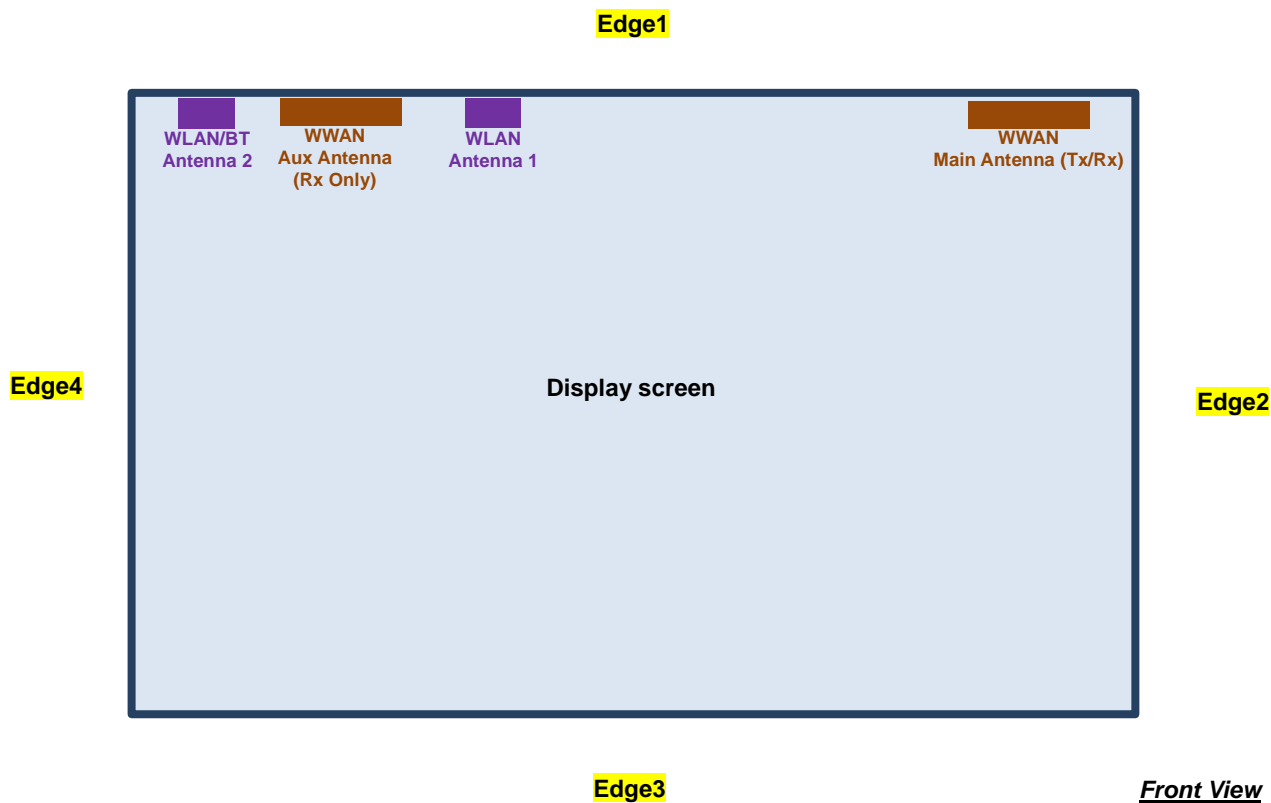 Edge1
WLAN/BT
Antenna 2
WWAN
Aux Antenna
(Rx Only)
WLAN
Antenna 1
WWAN
Main Antenna (Tx/Rx)
Edge4
Display screen
Edge2
Edge3
Front View